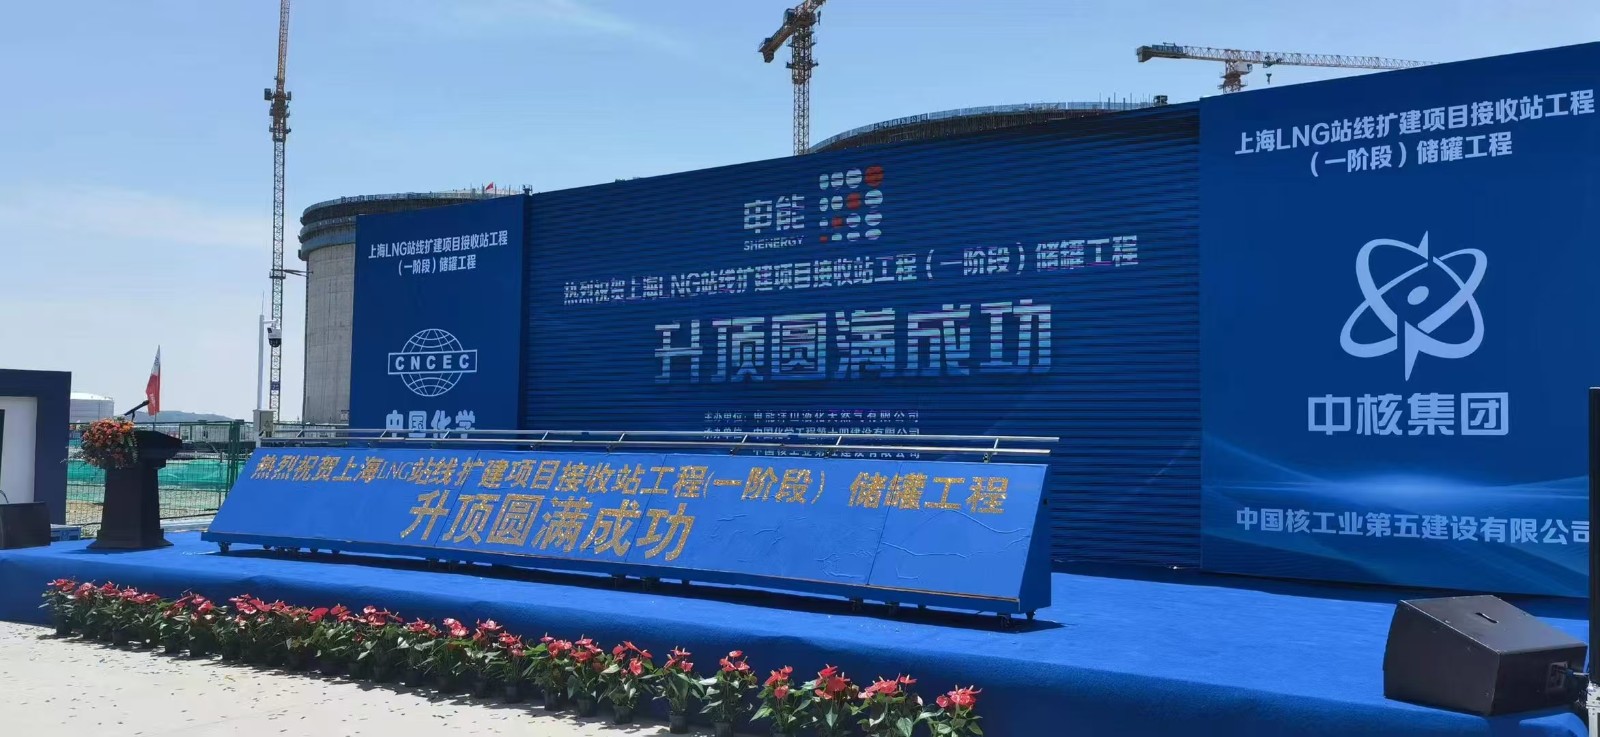 上海LNG站线扩建项目接收站工程
（一阶段）储罐工程
CNCEC
中国化学
申能
SHENERGY
热烈祝贺上海LNG站线扩建项目接收站工程（一阶段）储罐工程
升顶圆满成功
上海LNG站线扩建项目接收站工程
（一阶段）储罐工程
中核集团
中国核工业第五建设有限公司
热烈祝贺上海LNG站线扩建项目接收站工程(一阶段） 储罐工程
升顶圆满成功